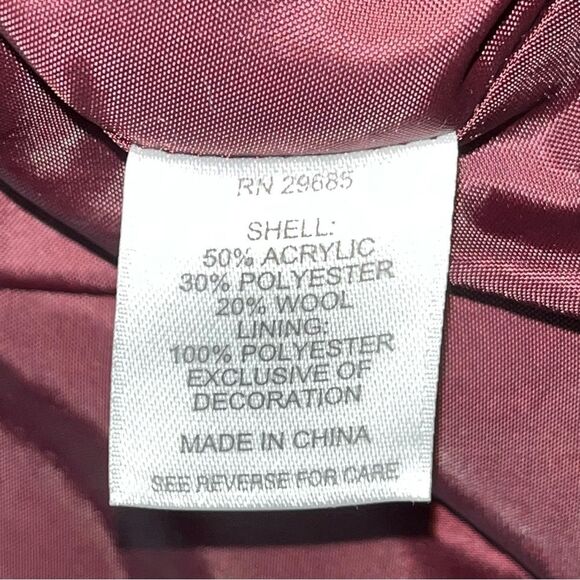 RN 29685
SHELL:
50% ACRYLIC
30% POLYESTER
20% WOOL
LINING:
100% POLYESTER
EXCLUSIVE OF
DECORATION
MADE IN CHINA
SEE REVERSE FOR CARE